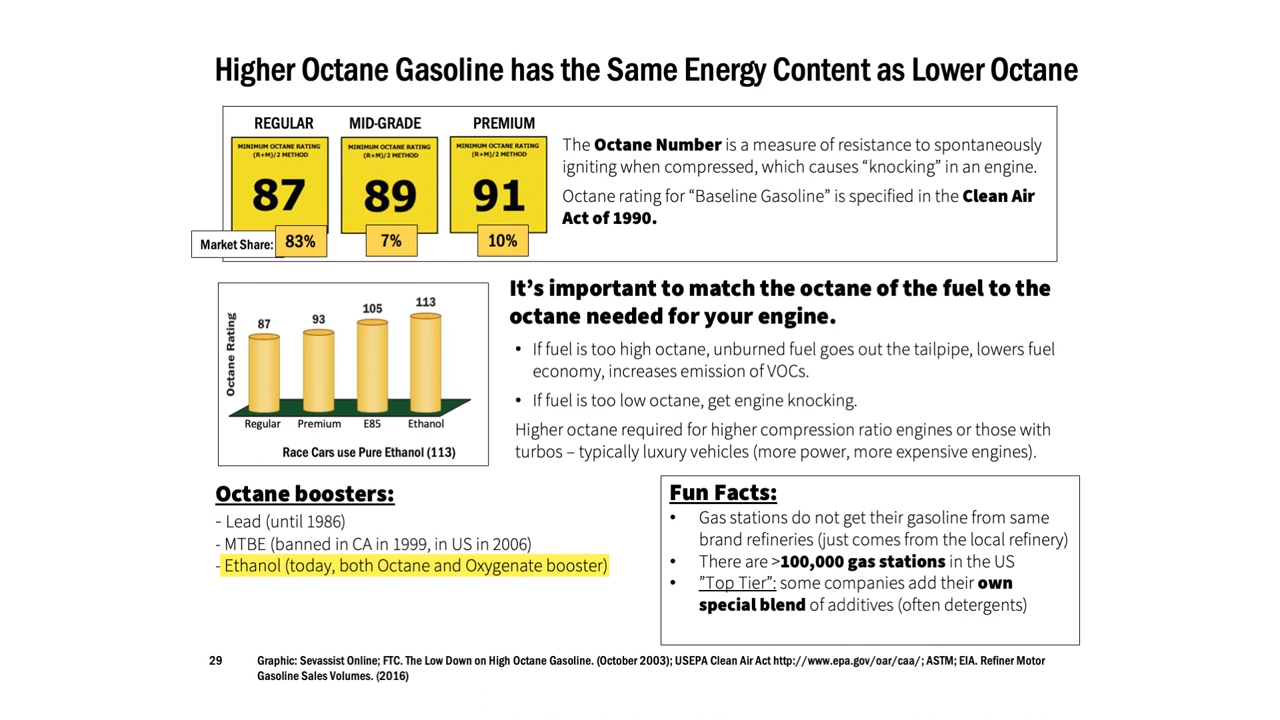 Higher Octane Gasoline has the Same Energy Content as Lower Octane
REGULAR
MID-GRADE
PREMIUM
MINIMUM OCTANE RATING
(R+M)/2 METHOD
87
MINIMUM OCTANE RATING
(R+M)/2 METHOD
89
MINIMUM OCTANE RATING
(R+M)/2 METHOD
91
Market Share:
83%
7%
10%
The Octane Number is a measure of resistance to spontaneously
igniting when compressed, which causes “knocking” in an engine.
Octane rating for “Baseline Gasoline” is specified in the Clean Air
Act of 1990.
Octane Rating
87
93
105
113
Regular
Premium
E85
Ethanol
Race Cars use Pure Ethanol (113)
It’s important to match the octane of the fuel to the
octane needed for your engine.
• If fuel is too high octane, unburned fuel goes out the tailpipe, lowers fuel
economy, increases emission of VOCs.
• If fuel is too low octane, get engine knocking.
Higher octane required for higher compression ratio engines or those with
turbos – typically luxury vehicles (more power, more expensive engines).
Octane boosters:
- Lead (until 1986)
- MTBE (banned in CA in 1999, in US in 2006)
- Ethanol (today, both Octane and Oxygenate booster)
Fun Facts:
• Gas stations do not get their gasoline from same
brand refineries (just comes from the local refinery)
• There are >100,000 gas stations in the US
• ”Top Tier”: some companies add their own
special blend of additives (often detergents)
29
Graphic: Sevassist Online; FTC. The Low Down on High Octane Gasoline. (October 2003); USEPA Clean Air Act http://www.epa.gov/oar/caa/; ASTM; EIA. Refiner Motor
Gasoline Sales Volumes. (2016)